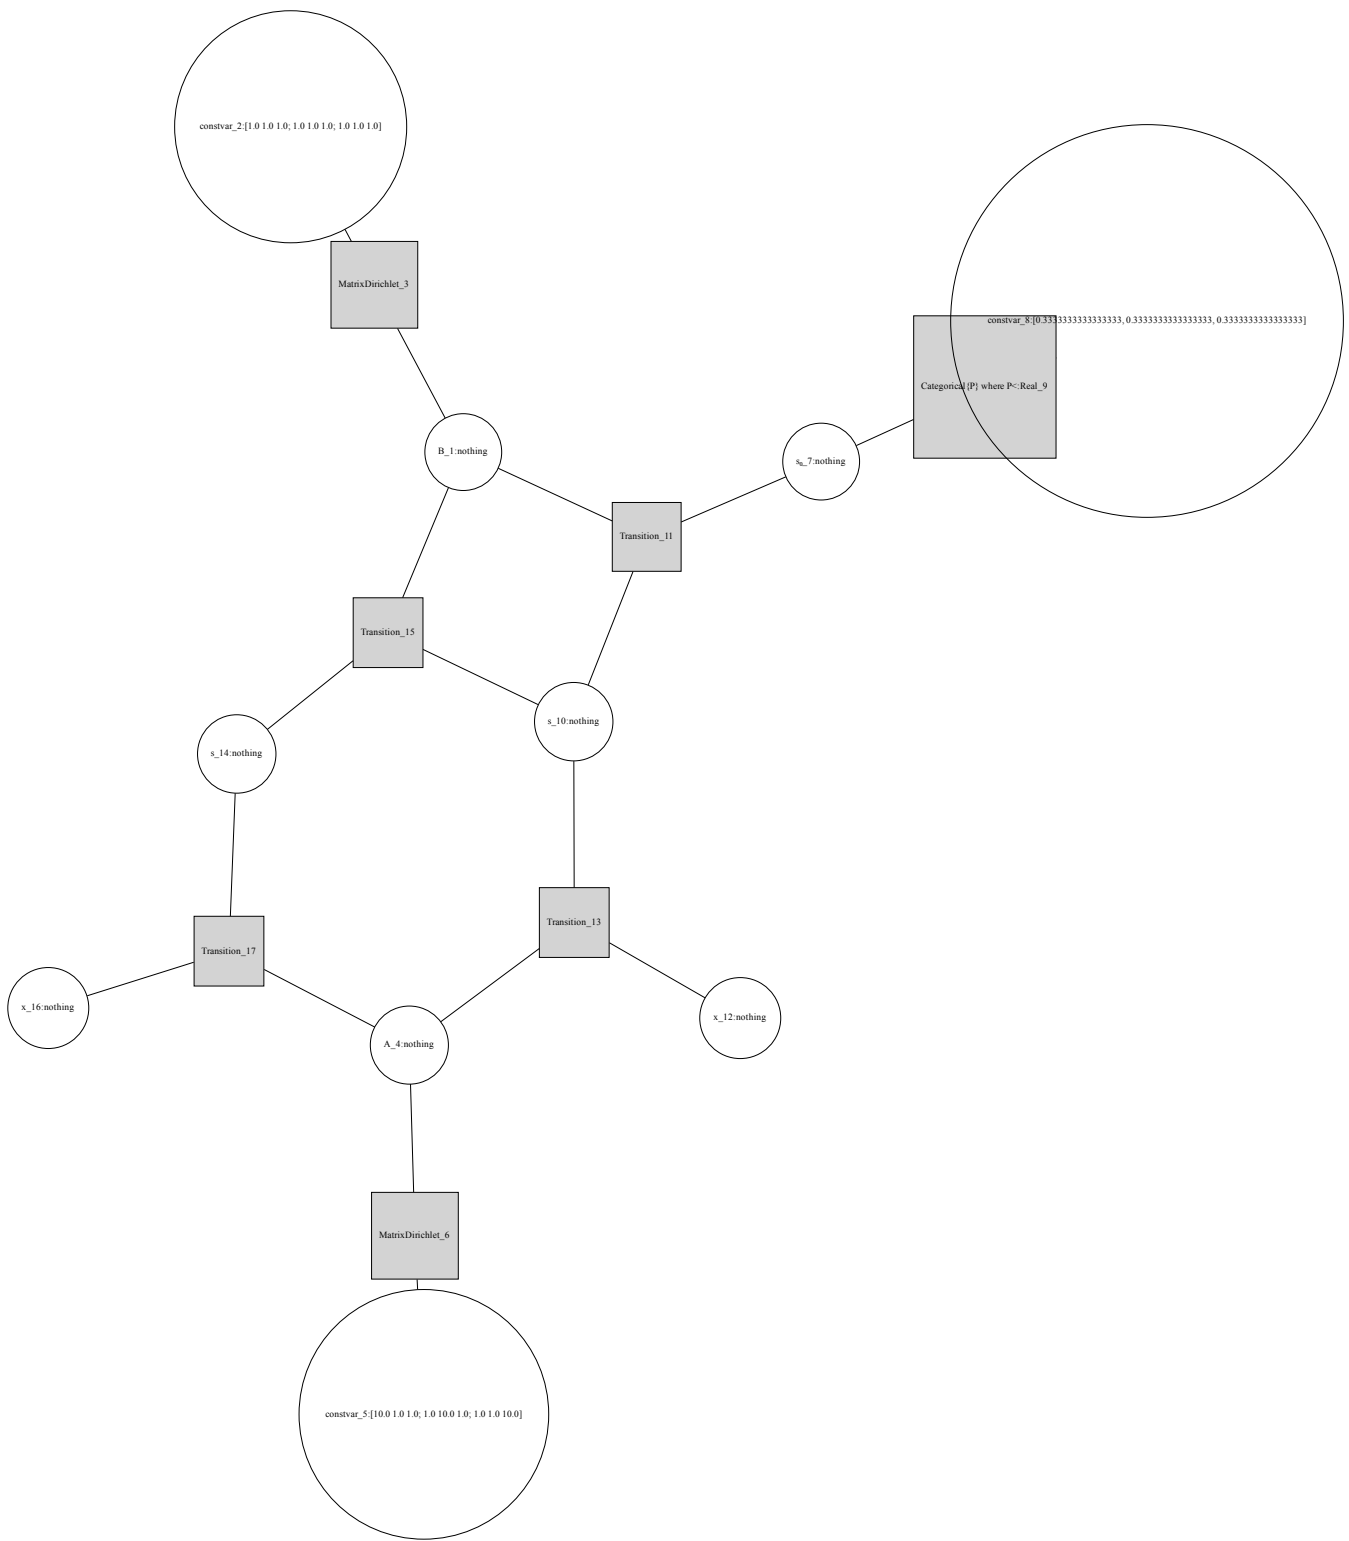 constvar_2:[1.0 1.0 1.0; 1.0 1.0 1.0; 1.0 1.0 1.0]
MatrixDirichlet_3
constvar_8:[0.3333333333333333, 0.3333333333333333, 0.3333333333333333]
Categorical{P} where P<:Real_9
B_1:nothing
s₀_7:nothing
Transition_11
Transition_15
s_10:nothing
s_14:nothing
Transition_13
Transition_17
x_16:nothing
x_12:nothing
A_4:nothing
MatrixDirichlet_6
constvar_5:[10.0 1.0 1.0; 1.0 10.0 1.0; 1.0 1.0 10.0]